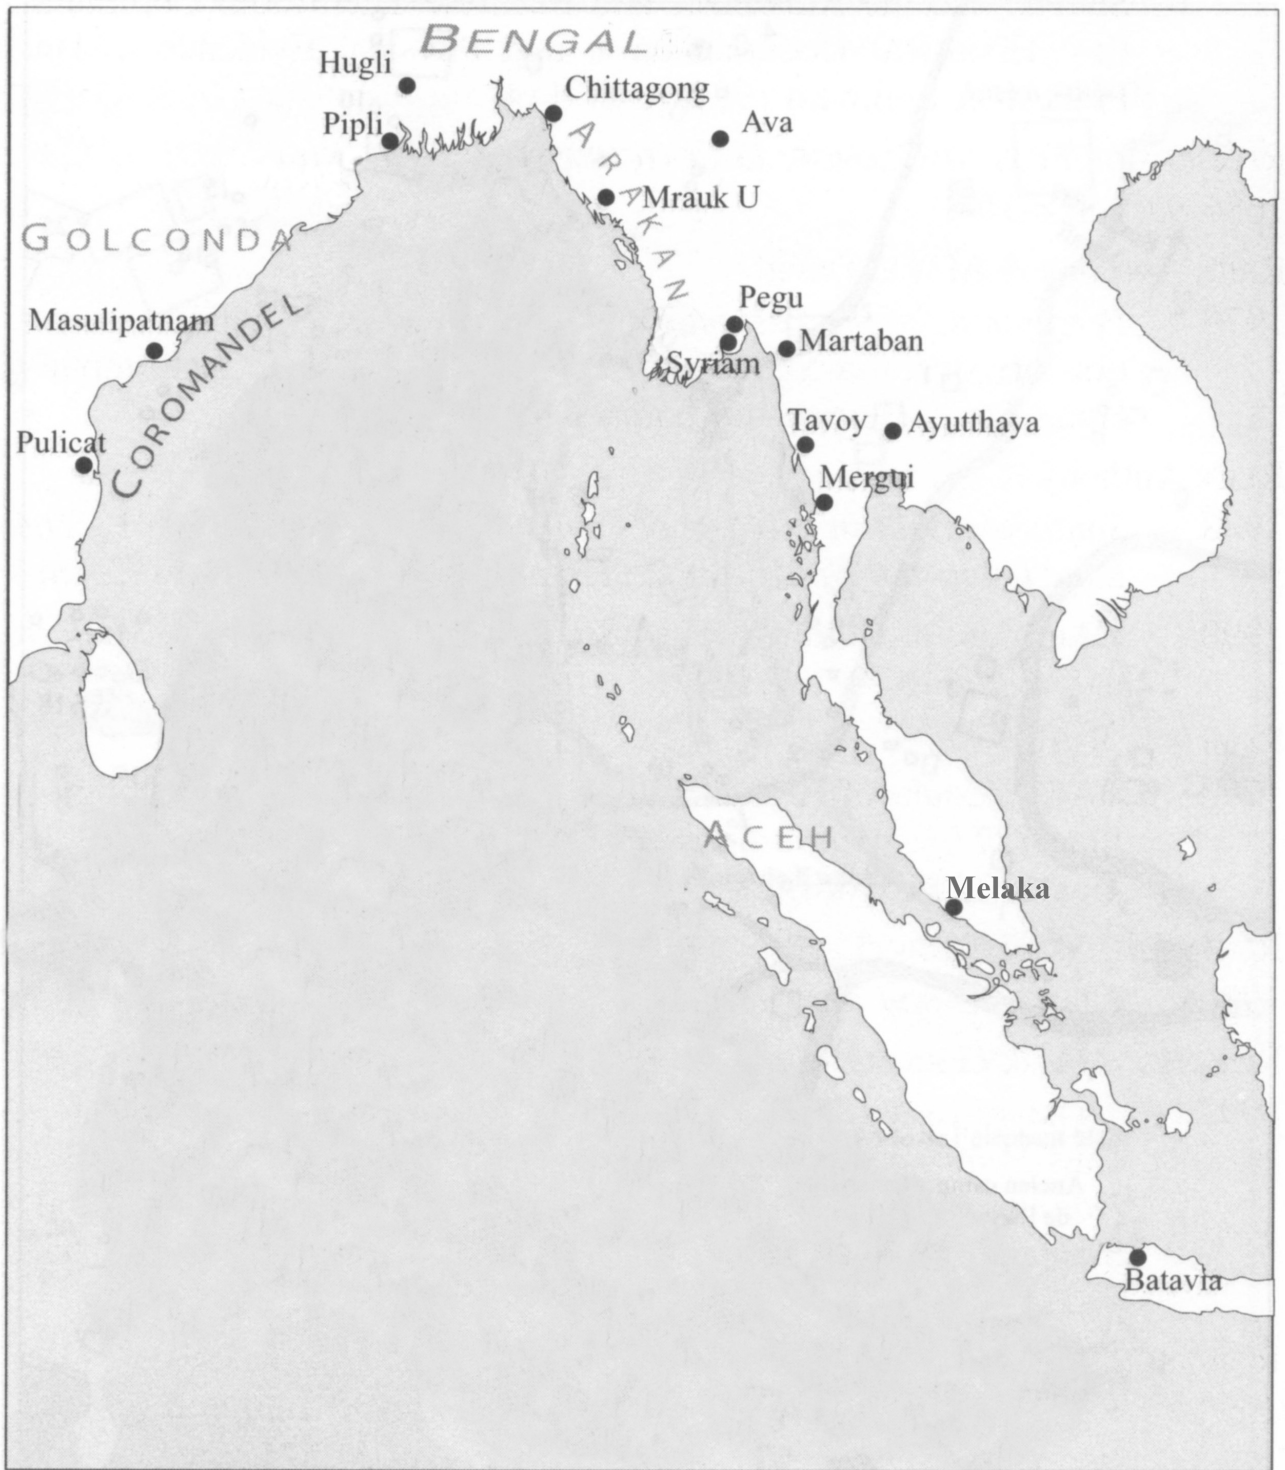 BENGAL
Hugli
Chittagong
Pipli
Ava
ARAKAN
Mrauk U
GOLCONDA
Pegu
Masulipatnam
COROMANDEL
Martaban
Syriam
Tavoy
Ayutthaya
Pulicat
Mergui
ACEH
Melaka
Batavia